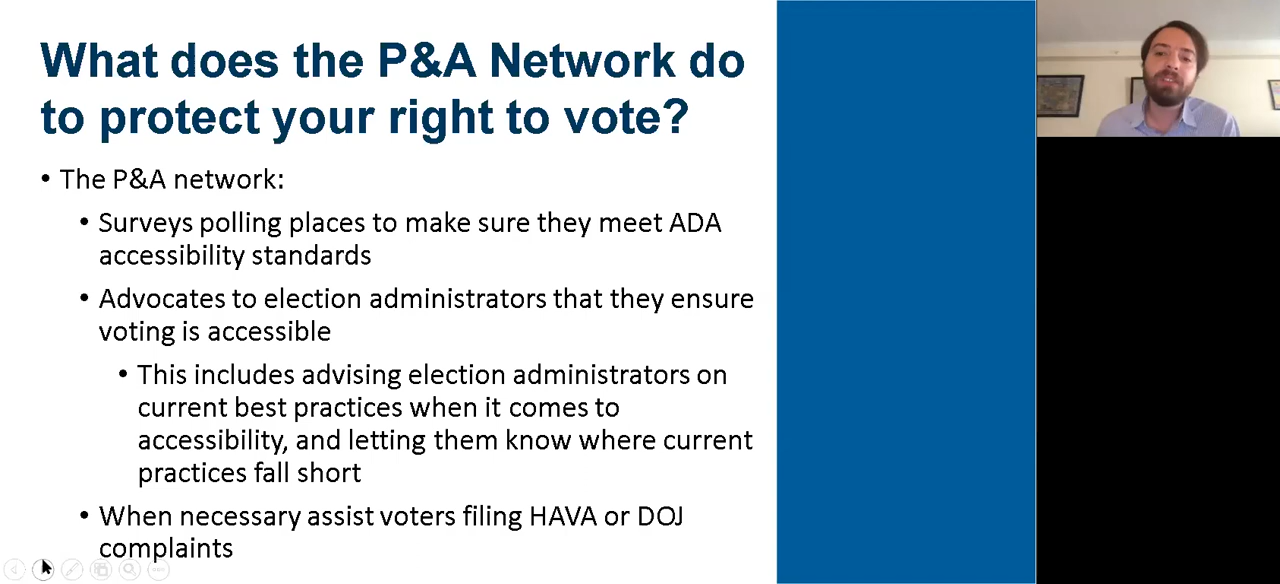 What does the P&A Network do
to protect your right to vote?
• The P&A network:
• Surveys polling places to make sure they meet ADA
accessibility standards
• Advocates to election administrators that they ensure
voting is accessible
• This includes advising election administrators on
current best practices when it comes to
accessibility, and letting them know where current
practices fall short
• When necessary assist voters filing HAVA or DOJ
complaints